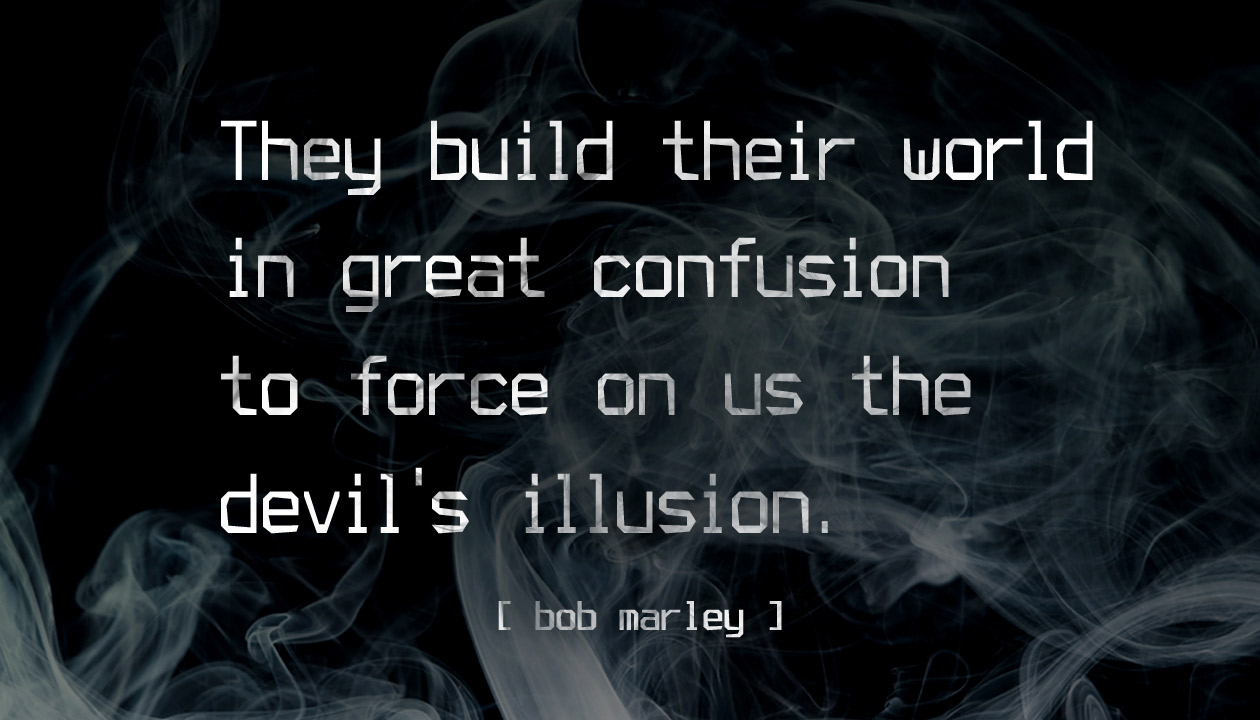 They build their world
in great confusion
to force on us the
devil's illusion.
[ bob marley ]